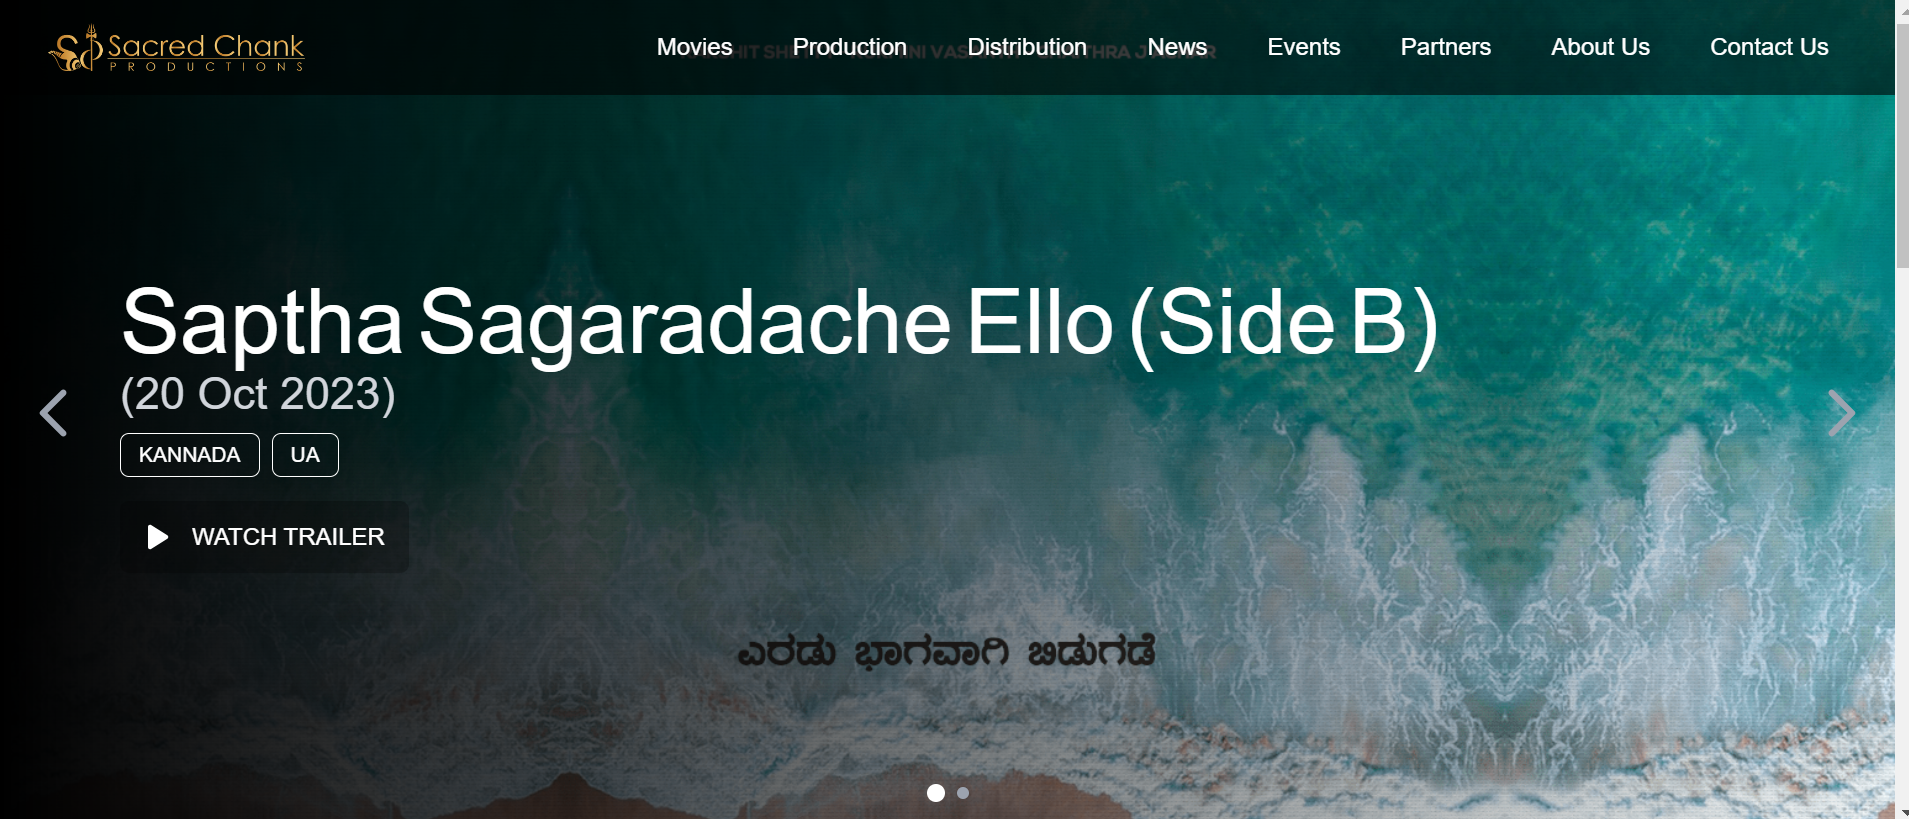 Sacred Chank
PRODUCTIONS
Movies Production Distribution News Events Partners About Us Contact Us
Saptha Sagaradache Ello (Side B)
(20 Oct 2023)
KANNADA UA
WATCH TRAILER
ಎರಡು ಭಾಗವಾಗಿ ಬಿಡುಗಡೆ